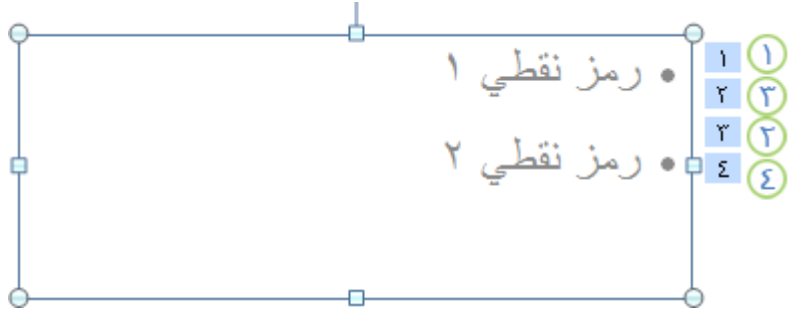 رمز نقطي ١
رمز نقطي ٢
١ ١
٢ ٣
٣ ٢
٤ ٤